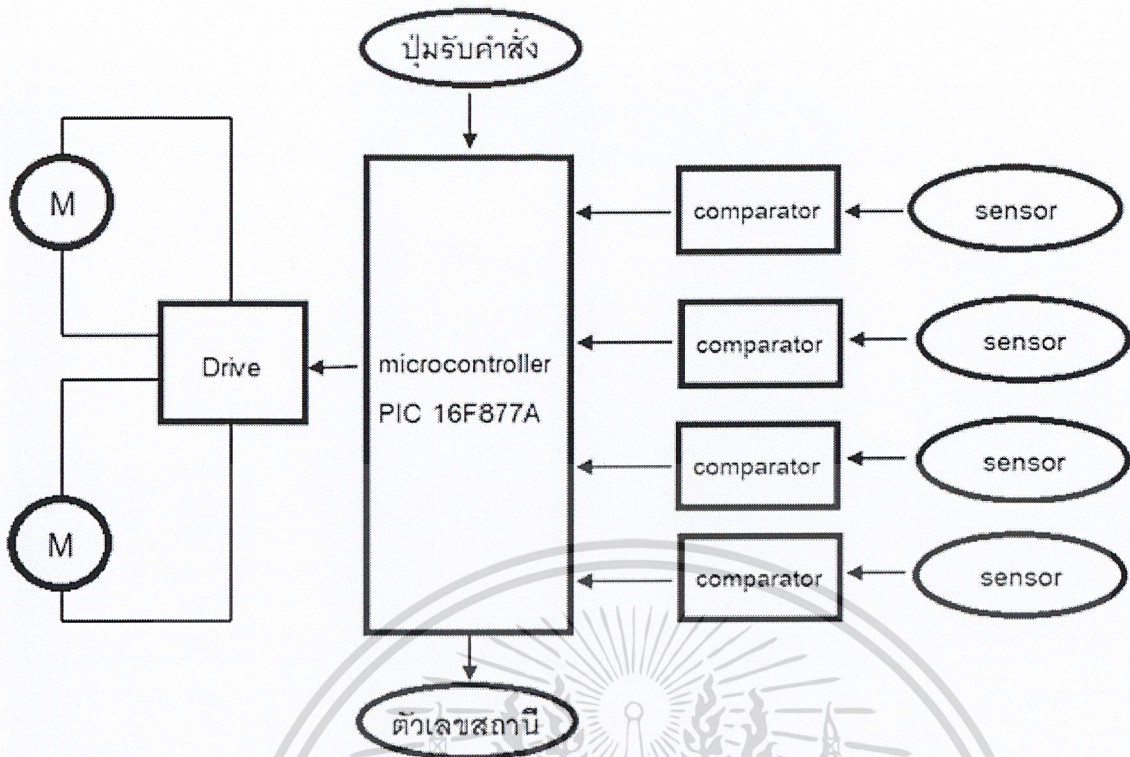 ปุ่มรับคำสั่ง
M
comparator
sensor
comparator
sensor
Drive
microcontroller
PIC 16F877A
comparator
sensor
M
comparator
sensor
ตัวเลขสถานี